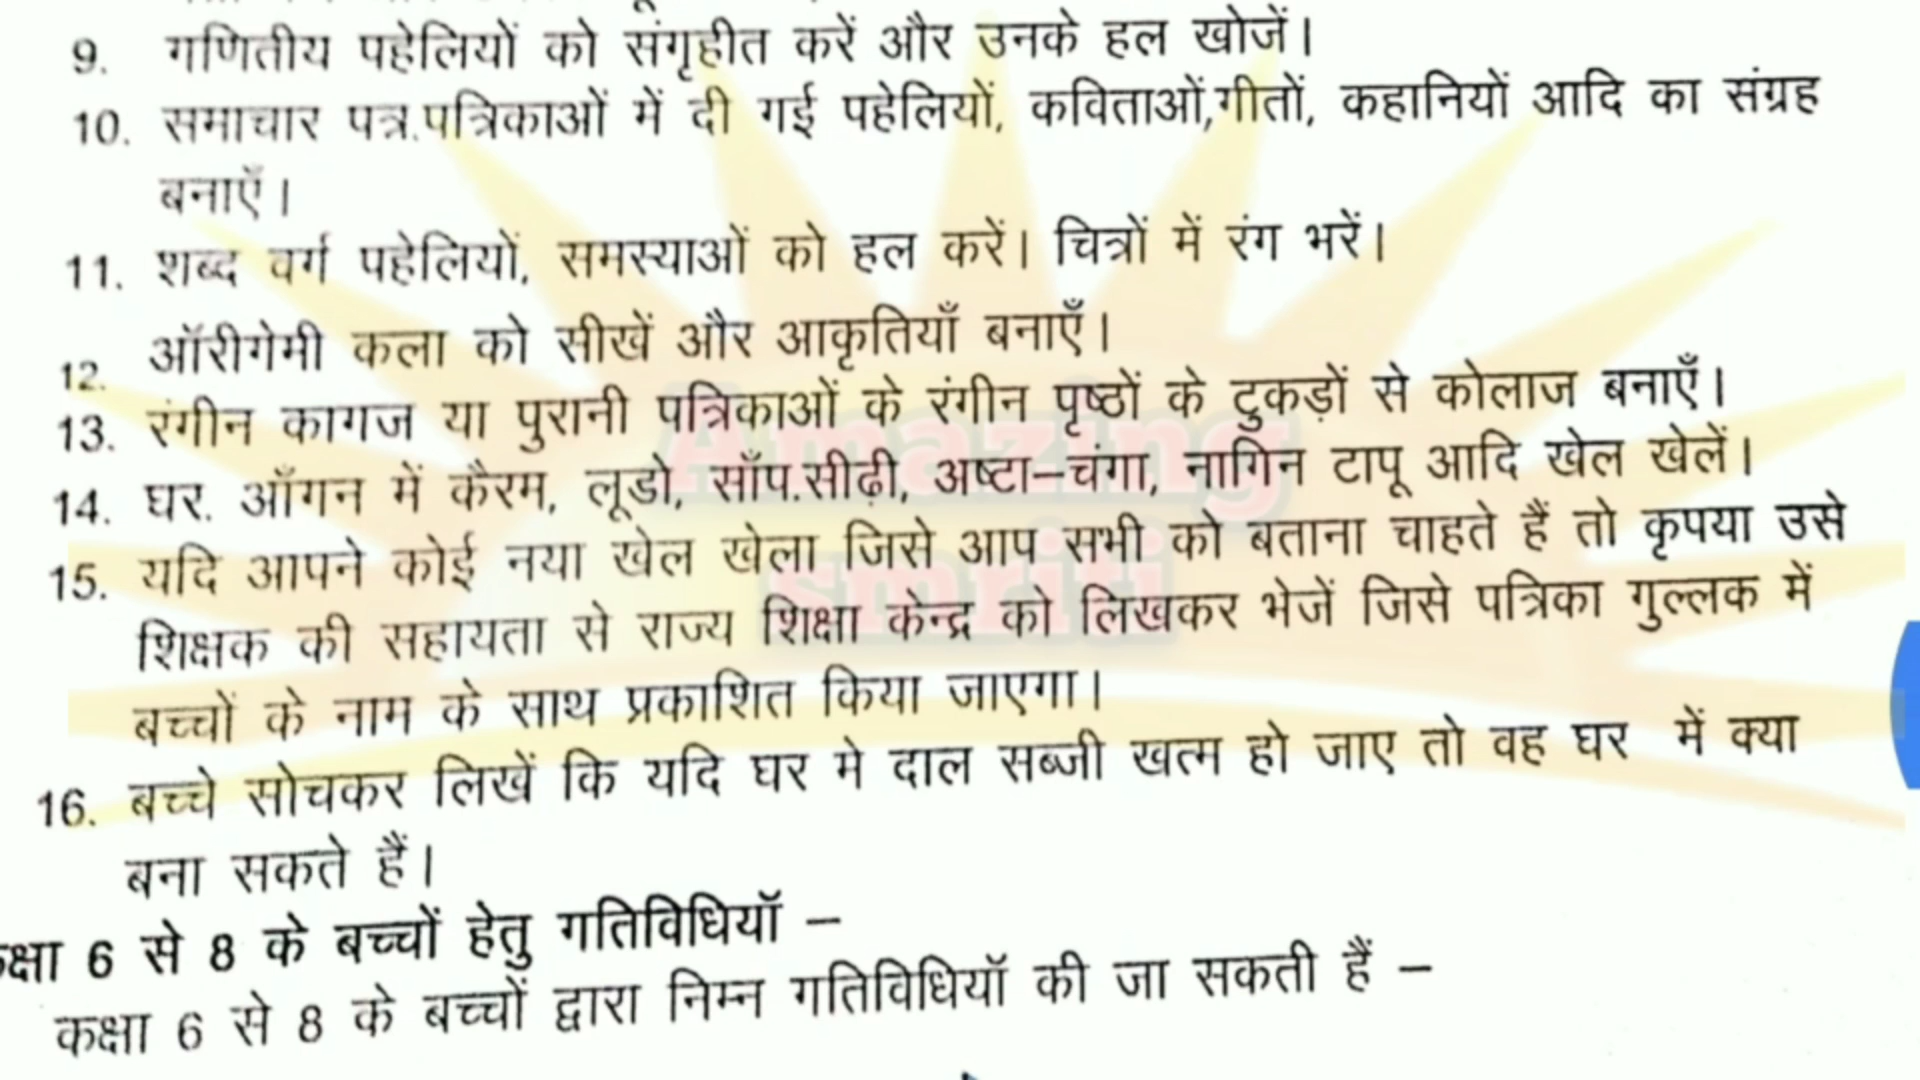 9. गणितीय पहेलियों को संगृहीत करें और उनके हल खोजें।
10. समाचार पत्र.पत्रिकाओं में दी गई पहेलियों, कविताओं,गीतों, कहानियों आदि का संग्रह
बनाएँ।
11. शब्द वर्ग पहेलियों, समस्याओं को हल करें। चित्रों में रंग भरें।
12. ऑरीगेमी कला को सीखें और आकृतियाँ बनाएँ।
13. रंगीन कागज या पुरानी पत्रिकाओं के रंगीन पृष्ठों के टुकड़ों से कोलाज बनाएँ।
14. घर. आँगन में कैरम, लूडो, साँप.सीढ़ी, अष्टा–चंगा, नागिन टापू आदि खेल खेलें।
15. यदि आपने कोई नया खेल खेला जिसे आप सभी को बताना चाहते हैं तो कृपया उसे
शिक्षक की सहायता से राज्य शिक्षा केन्द्र को लिखकर भेजें जिसे पत्रिका गुल्लक में
बच्चों के नाम के साथ प्रकाशित किया जाएगा।
16. बच्चे सोचकर लिखें कि यदि घर मे दाल सब्जी खत्म हो जाए तो वह घर में क्या
बना सकते हैं।
कक्षा 6 से 8 के बच्चों हेतु गतिविधियॉ –
कक्षा 6 से 8 के बच्चों द्वारा निम्न गतिविधियॉ की जा सकती हैं –
Amazing
smriti